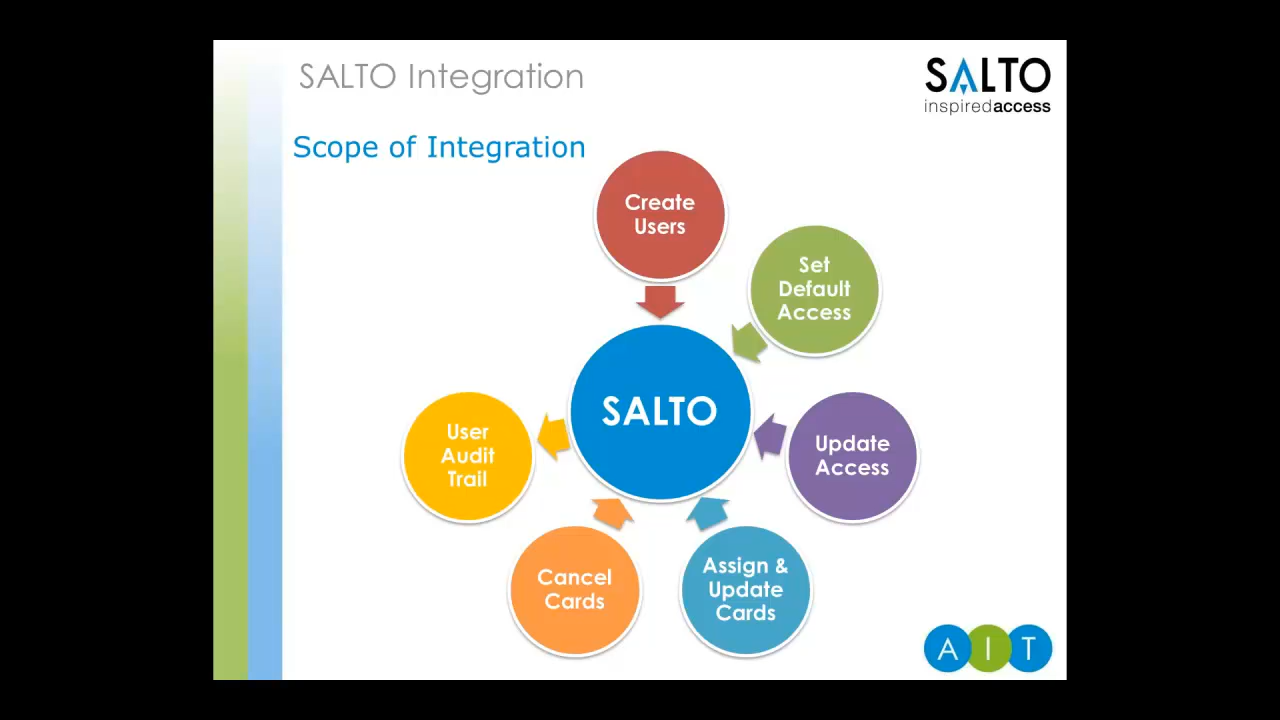 SALTO Integration
SALTO
inspiredaccess
Scope of Integration
Create
Users
Set
Default
Access
SALTO
User
Audit
Trail
Update
Access
Cancel
Cards
Assign &
Update
Cards
A I T